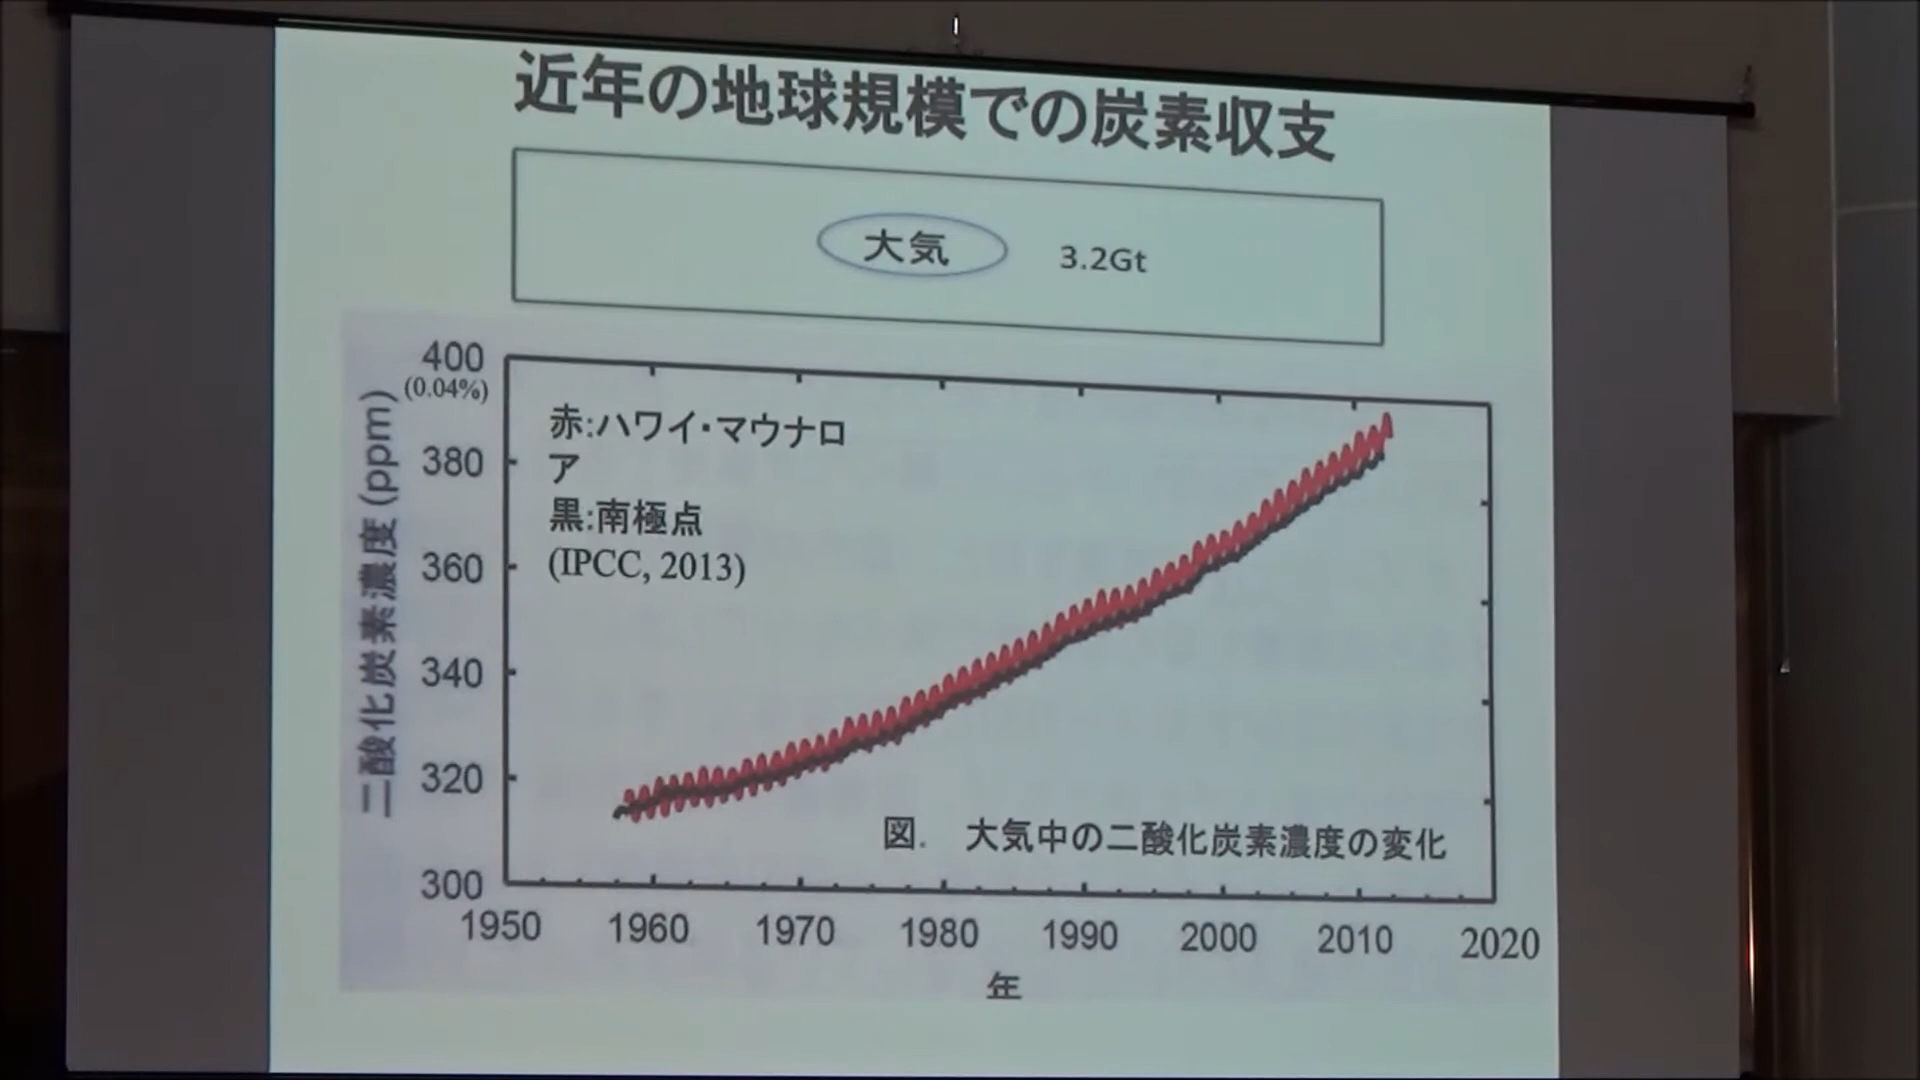 近年の地球規模での炭素収支
大気 3.2Gt
400
(0.04%)
380
360
340
320
300
二酸化炭素濃度 (ppm)
赤:ハワイ・マウナロ
ア
黒:南極点
(IPCC, 2013)
図. 大気中の二酸化炭素濃度の変化
1950 1960 1970 1980 1990 2000 2010 2020
年